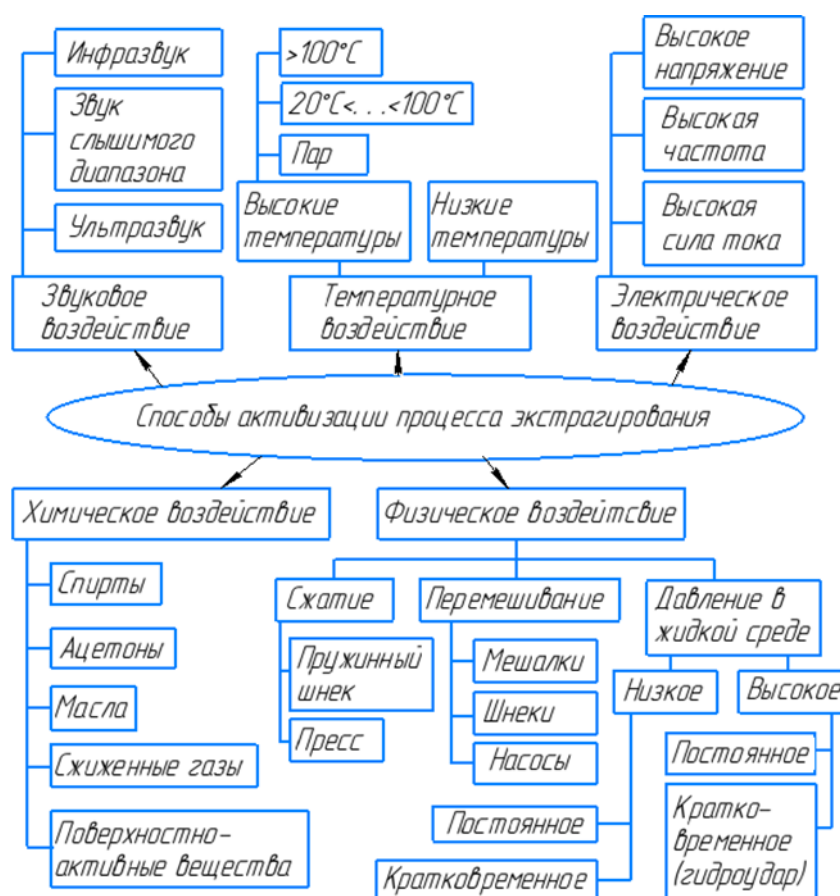 Инфразвук
Звук
слышимого
диапазона
Ультразвук
Звуковое
воздействие
>100°С
20°С<...<100°С
Пар
Высокие
температуры
Низкие
температуры
Температурное
воздействие
Высокое
напряжение
Высокая
частота
Высокая
сила тока
Электрическое
воздействие
Способы активизации процесса экстрагирования
Химическое воздействие
Спирты
Ацетоны
Масла
Сжиженные газы
Поверхностно-
активные вещества
Физическое воздейтсвие
Сжатие
Пружинный
шнек
Пресс
Перемешивание
Мешалки
Шнеки
Насосы
Давление в
жидкой среде
Низкое
Высокое
Постоянное
Кратковременное
Постоянное
Кратко-
временное
(гидроудар)